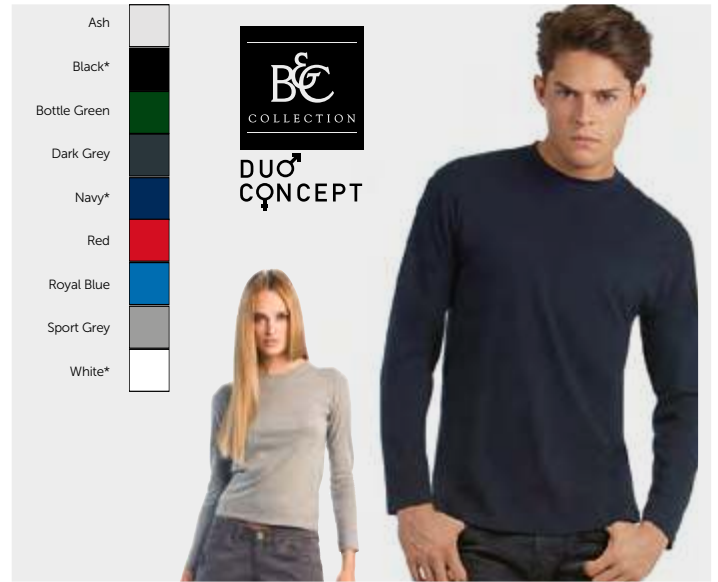 Ash
Black*
Bottle Green
Dark Grey
Navy*
Red
Royal Blue
Sport Grey
White*
B&C
COLLECTION
DUO
CONCEPT